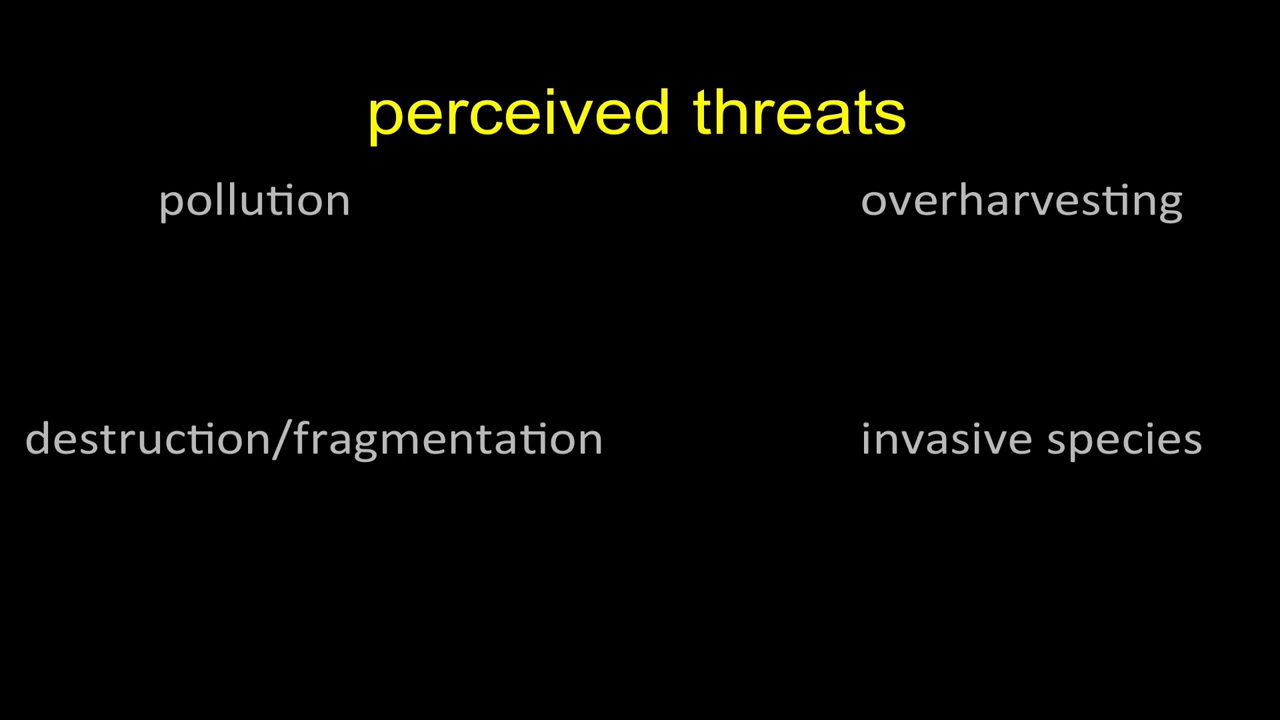 perceived threats
pollution
overharvesting
destruction/fragmentation
invasive species